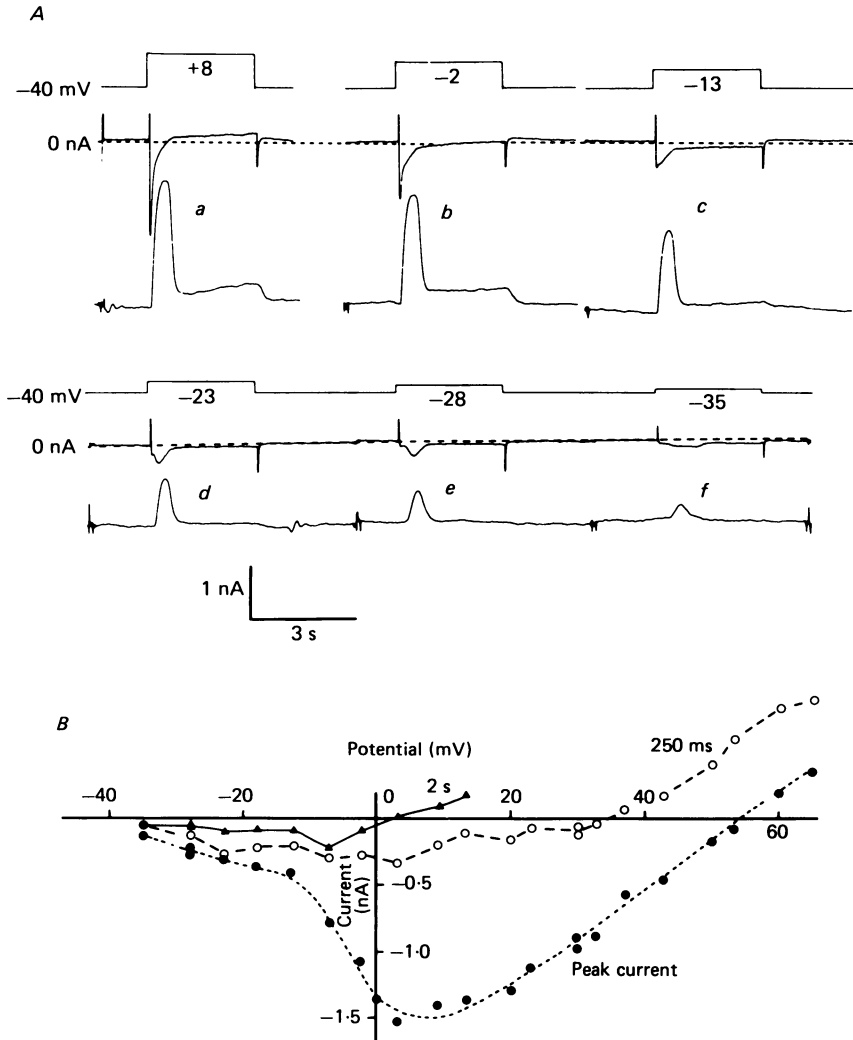 A
+8
−2
−13
−40 mV
0 nA
a
b
c
−23
−28
−35
−40 mV
0 nA
d
e
f
1 nA
3 s
B
Potential (mV)
250 ms
2 s
−40
−20
0
20
40
60
Current
(nA)
−0·5
−1·0
−1·5
Peak current